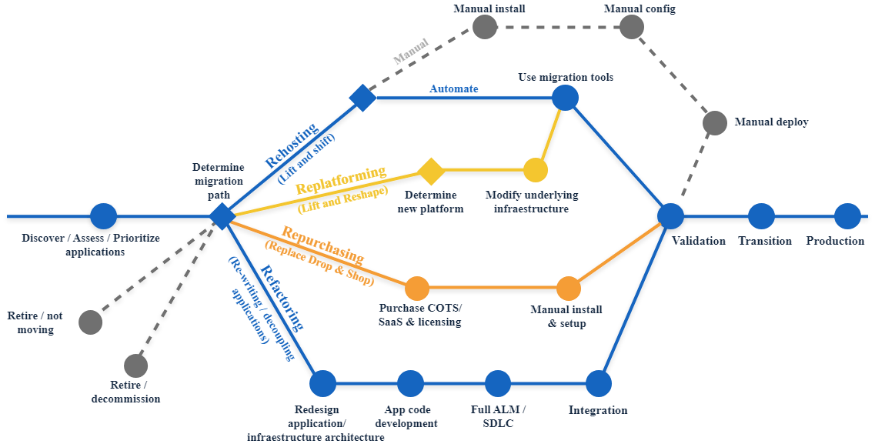 Manual install
Manual config
Manual
Automate
Use migration tools
Manual deploy
Rehosting
(Lift and shift)
Determine
migration
path
Replatforming
(Lift and Reshape)
Determine
new platform
Modify underlying
infrastructure
Discover / Assess / Prioritize
applications
Repurchasing
(Replace Drop & Shop)
Validation
Transition
Production
Refactoring
(Re-writing / decoupling
applications)
Purchase COTS/
SaaS & licensing
Manual install
& setup
Retire / not
moving
Retire /
decommission
Redesign
application/
infrastructure architecture
App code
development
Full ALM /
SDLC
Integration